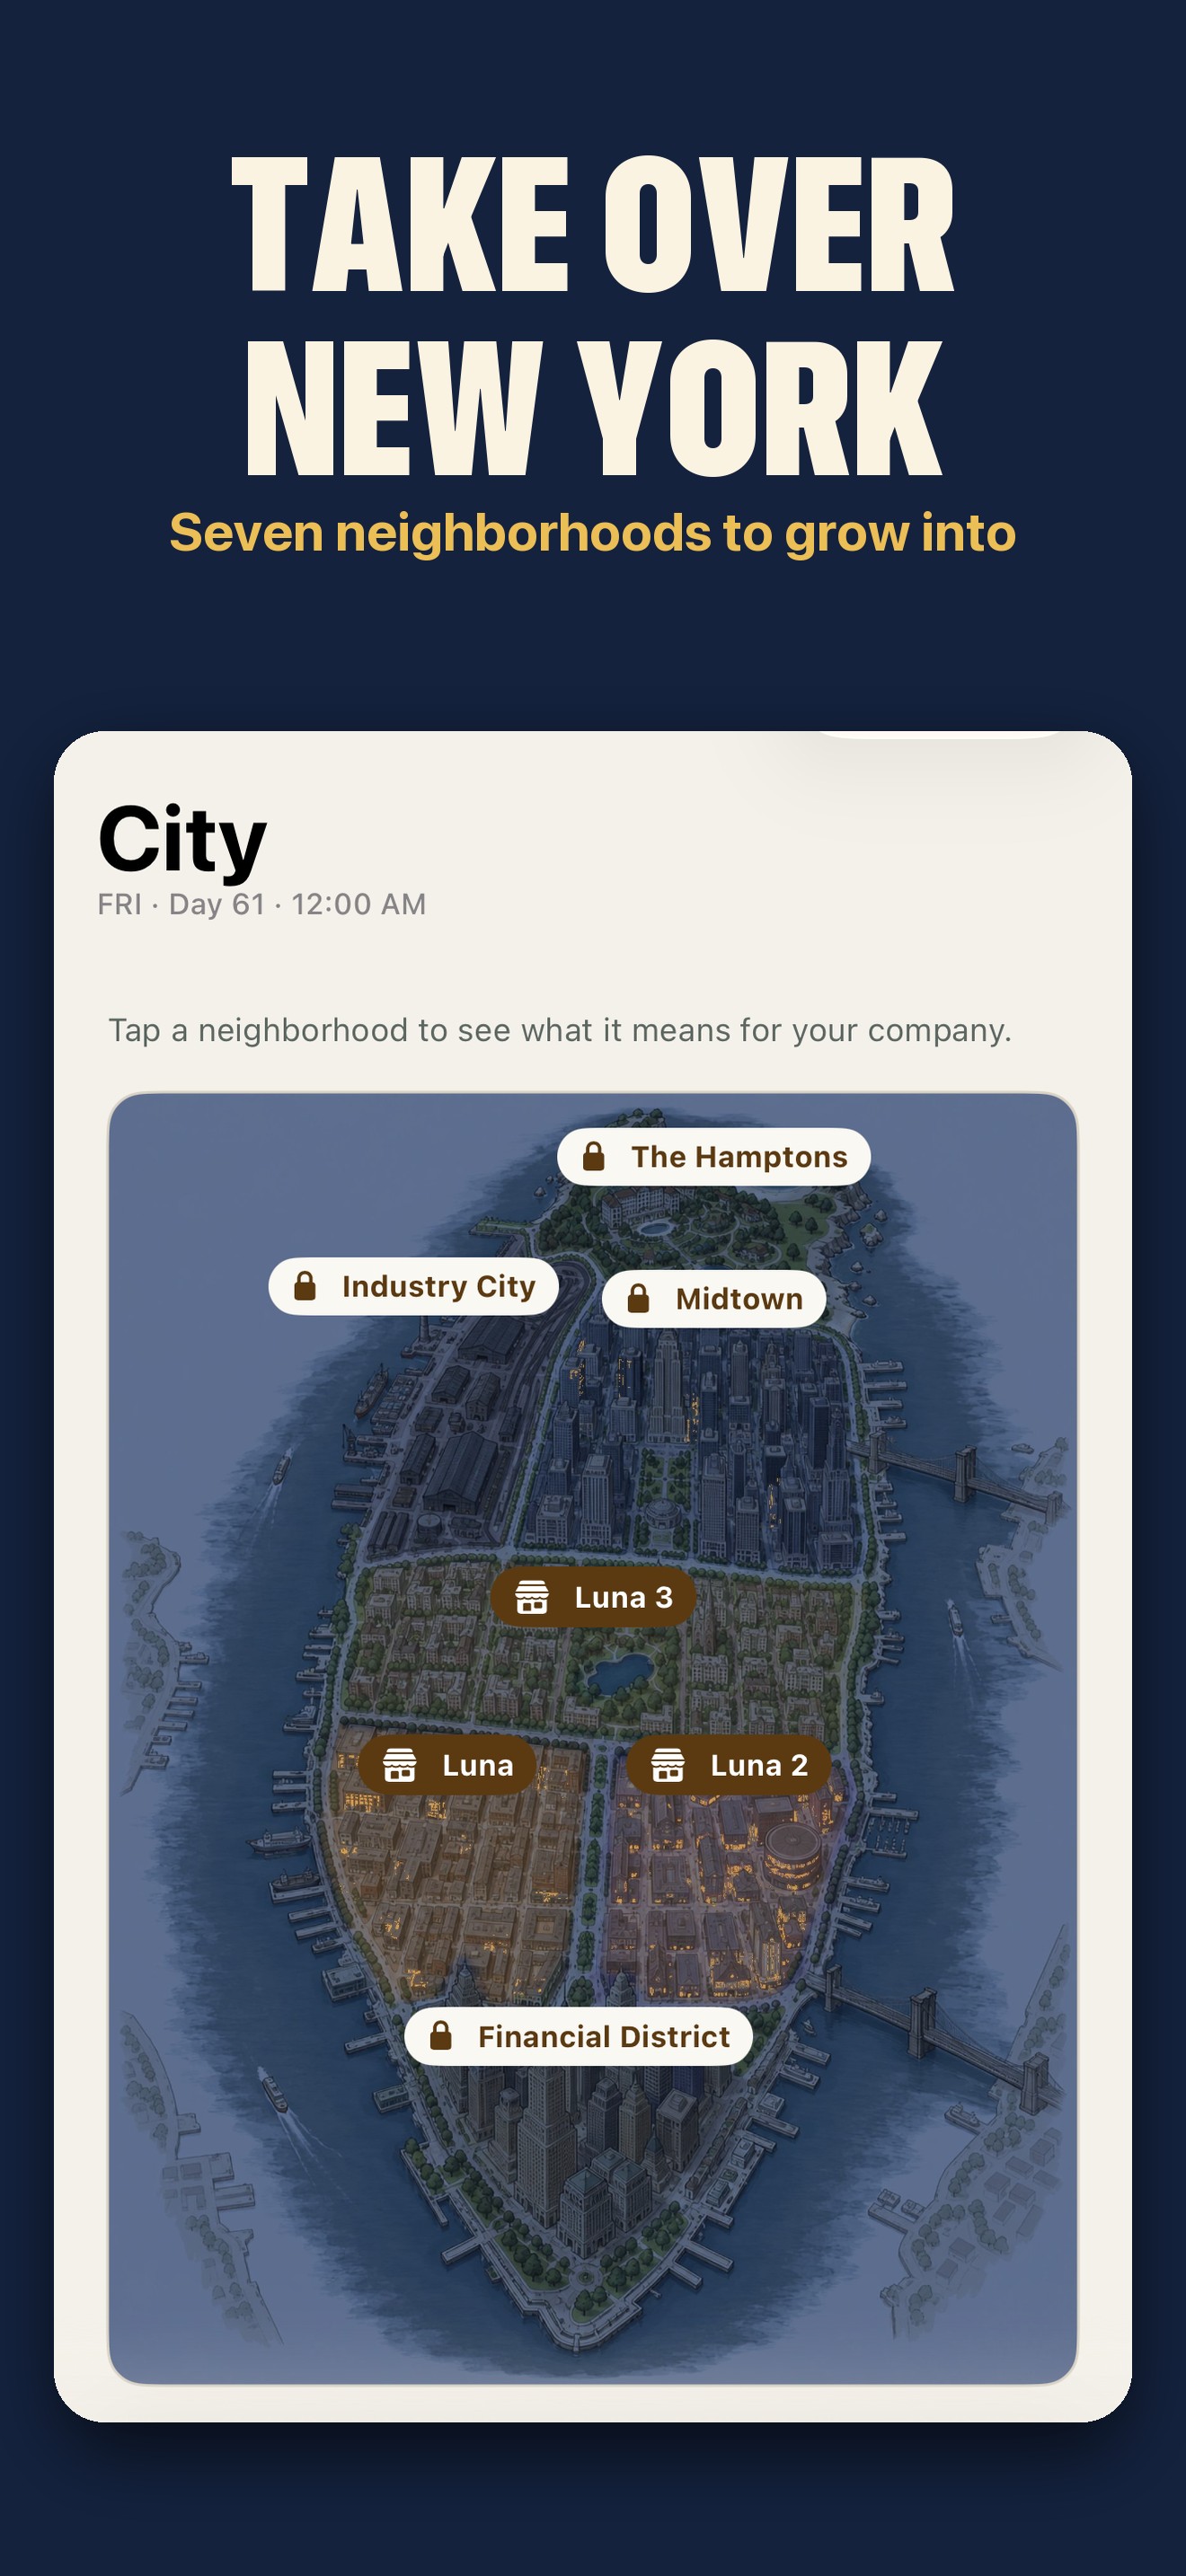 TAKE OVER
NEW YORK
Seven neighborhoods to grow into
City
FRI · Day 61 · 12:00 AM
Tap a neighborhood to see what it means for your company.
The Hamptons
Industry City
Midtown
Luna 3
Luna
Luna 2
Financial District